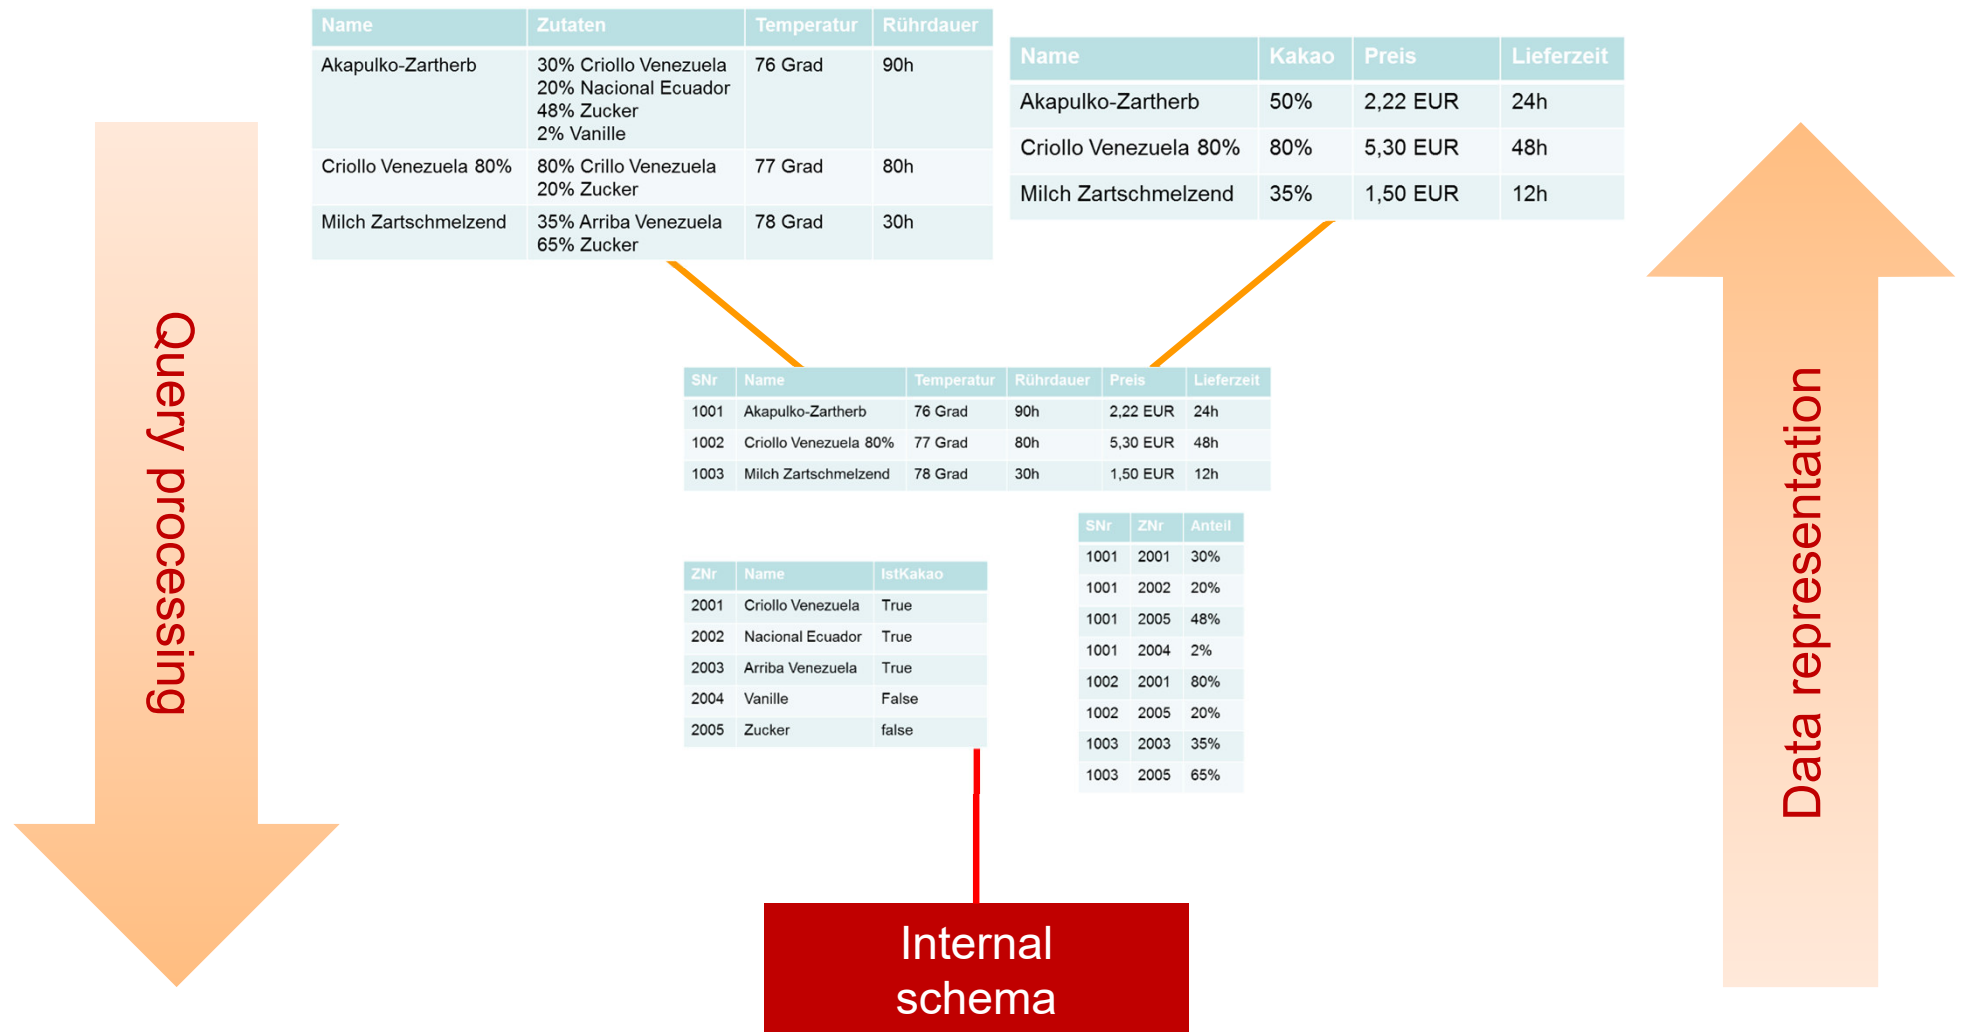 Name Zutaten Temperatur Rührdauer
Akapulko-Zartherb 30% Criollo Venezuela 76 Grad 90h
20% Nacional Ecuador
48% Zucker
2% Vanille
Criollo Venezuela 80% 80% Crillo Venezuela 77 Grad 80h
20% Zucker
Milch Zartschmelzend 35% Arriba Venezuela 78 Grad 30h
65% Zucker
Name Kakao Preis Lieferzeit
Akapulko-Zartherb 50% 2,22 EUR 24h
Criollo Venezuela 80% 80% 5,30 EUR 48h
Milch Zartschmelzend 35% 1,50 EUR 12h
Query processing
SNr Name Temperatur Rührdauer Preis Lieferzeit
1001 Akapulko-Zartherb 76 Grad 90h 2,22 EUR 24h
1002 Criollo Venezuela 80% 77 Grad 80h 5,30 EUR 48h
1003 Milch Zartschmelzend 78 Grad 30h 1,50 EUR 12h
ZNr Name IstKakao
2001 Criollo Venezuela True
2002 Nacional Ecuador True
2003 Arriba Venezuela True
2004 Vanille False
2005 Zucker false
SNr ZNr Anteil
1001 2001 30%
1001 2002 20%
1001 2005 48%
1001 2004 2%
1002 2001 80%
1002 2005 20%
1003 2003 35%
1003 2005 65%
Data representation
Internal
schema